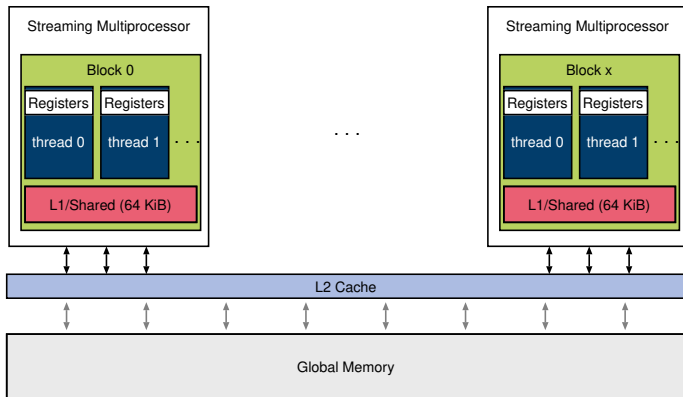 Streaming Multiprocessor
Block 0
Registers Registers
thread 0 thread 1 . . .
L1/Shared (64 KiB)
. . .
Streaming Multiprocessor
Block x
Registers Registers
thread 0 thread 1 . . .
L1/Shared (64 KiB)
L2 Cache
Global Memory